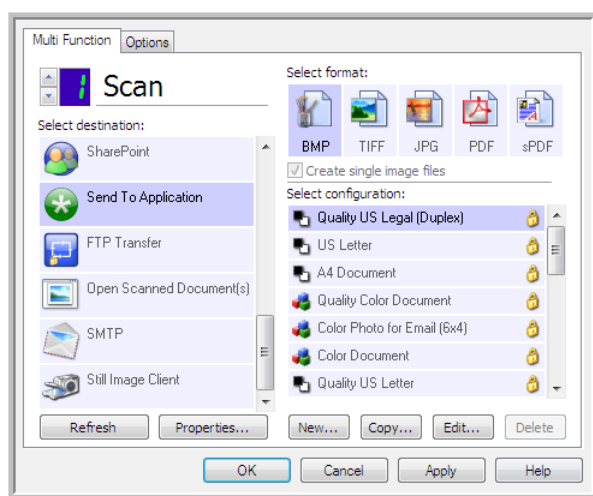 Multi Function
Options
1 Scan
Select destination:
SharePoint
Send To Application
FTP Transfer
Open Scanned Document(s)
SMTP
Still Image Client
Refresh
Properties...
Select format:
BMP
TIFF
JPG
PDF
sPDF
Create single image files
Select configuration:
Quality US Legal (Duplex)
US Letter
A4 Document
Quality Color Document
Color Photo for Email (6x4)
Color Document
Quality US Letter
New...
Copy...
Edit...
Delete
OK
Cancel
Apply
Help